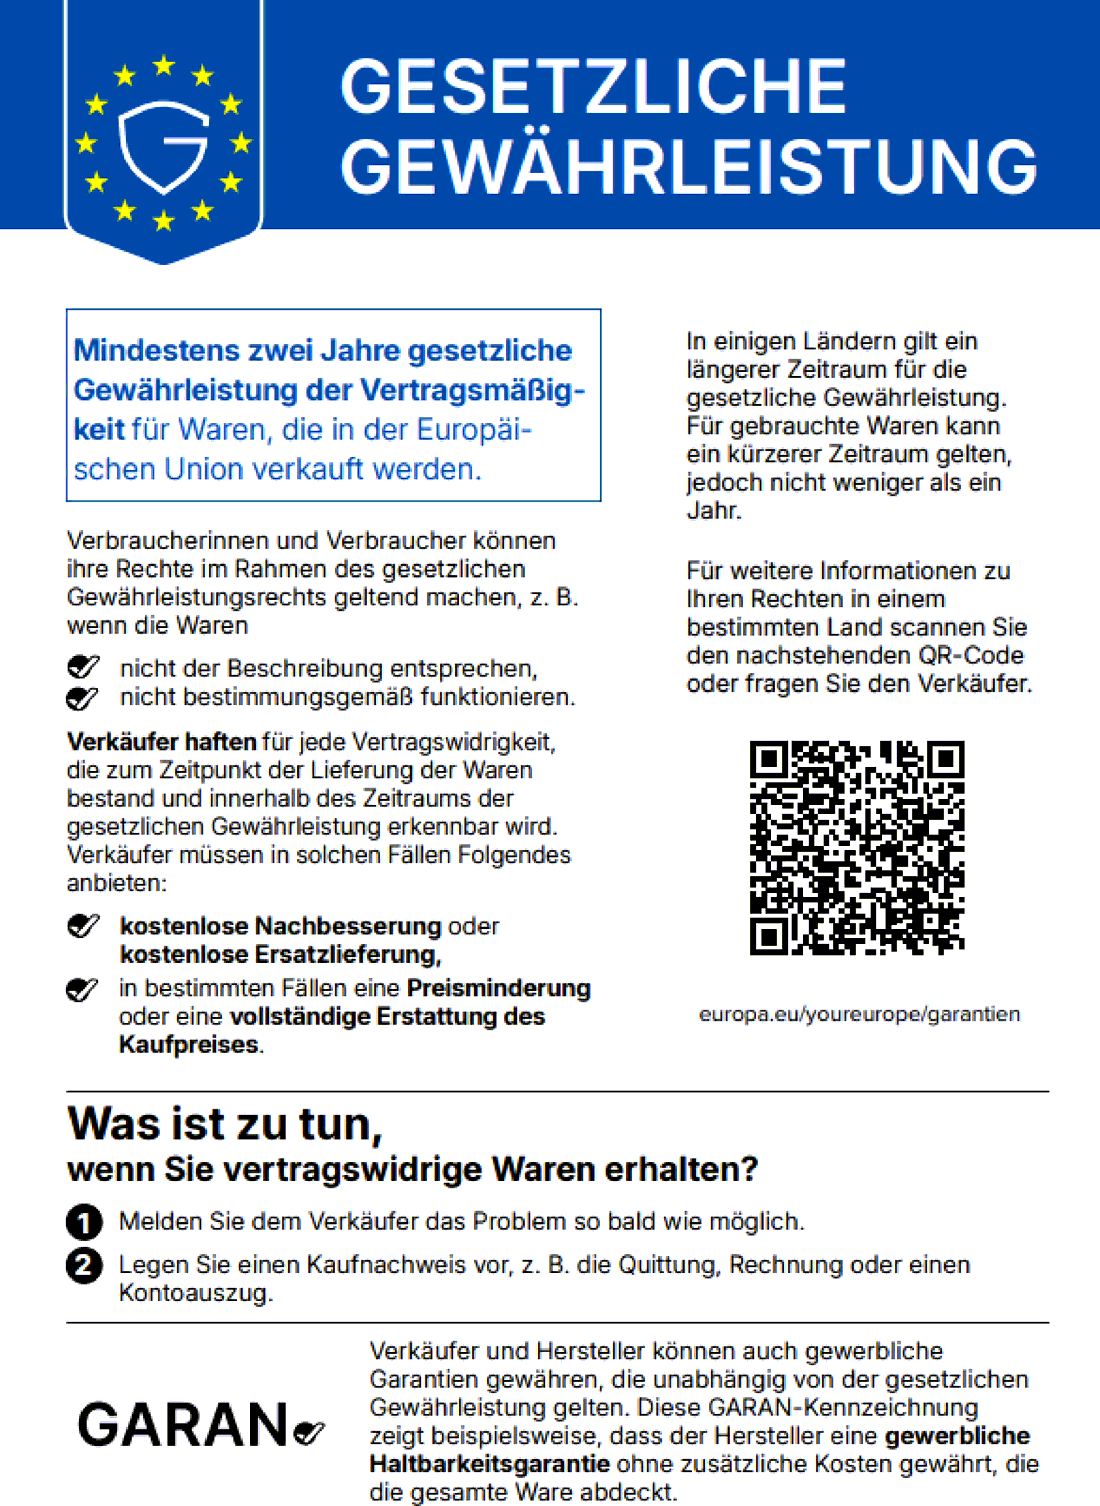 GESETZLICHE
GEWÄHRLEISTUNG
Mindestens zwei Jahre gesetzliche
Gewährleistung der Vertragsmäßig-
keit für Waren, die in der Europäi-
schen Union verkauft werden.
Verbraucherinnen und Verbraucher können
ihre Rechte im Rahmen des gesetzlichen
Gewährleistungsrechts geltend machen, z. B.
wenn die Waren
nicht der Beschreibung entsprechen,
nicht bestimmungsgemäß funktionieren.
Verkäufer haften für jede Vertragswidrigkeit,
die zum Zeitpunkt der Lieferung der Waren
bestand und innerhalb des Zeitraums der
gesetzlichen Gewährleistung erkennbar wird.
Verkäufer müssen in solchen Fällen Folgendes
anbieten:
kostenlose Nachbesserung oder
kostenlose Ersatzlieferung,
in bestimmten Fällen eine Preisminderung
oder eine vollständige Erstattung des
Kaufpreises.
In einigen Ländern gilt ein
längerer Zeitraum für die
gesetzliche Gewährleistung.
Für gebrauchte Waren kann
ein kürzerer Zeitraum gelten,
jedoch nicht weniger als ein
Jahr.
Für weitere Informationen zu
Ihren Rechten in einem
bestimmten Land scannen Sie
den nachstehenden QR-Code
oder fragen Sie den Verkäufer.
europa.eu/youreurope/garantien
Was ist zu tun,
wenn Sie vertragswidrige Waren erhalten?
1 Melden Sie dem Verkäufer das Problem so bald wie möglich.
2 Legen Sie einen Kaufnachweis vor, z. B. die Quittung, Rechnung oder einen
Kontoauszug.
GARAN
Verkäufer und Hersteller können auch gewerbliche
Garantien gewähren, die unabhängig von der gesetzlichen
Gewährleistung gelten. Diese GARAN-Kennzeichnung
zeigt beispielsweise, dass der Hersteller eine gewerbliche
Haltbarkeitsgarantie ohne zusätzliche Kosten gewährt, die
die gesamte Ware abdeckt.